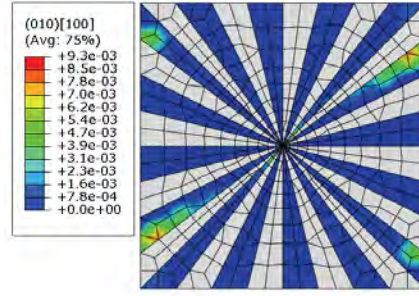 (010)[100]
(Avg: 75%)
+9.3e-03
+8.5e-03
+7.8e-03
+7.0e-03
+6.2e-03
+5.4e-03
+4.7e-03
+3.9e-03
+3.1e-03
+2.3e-03
+1.6e-03
+7.8e-04
+0.0e+00